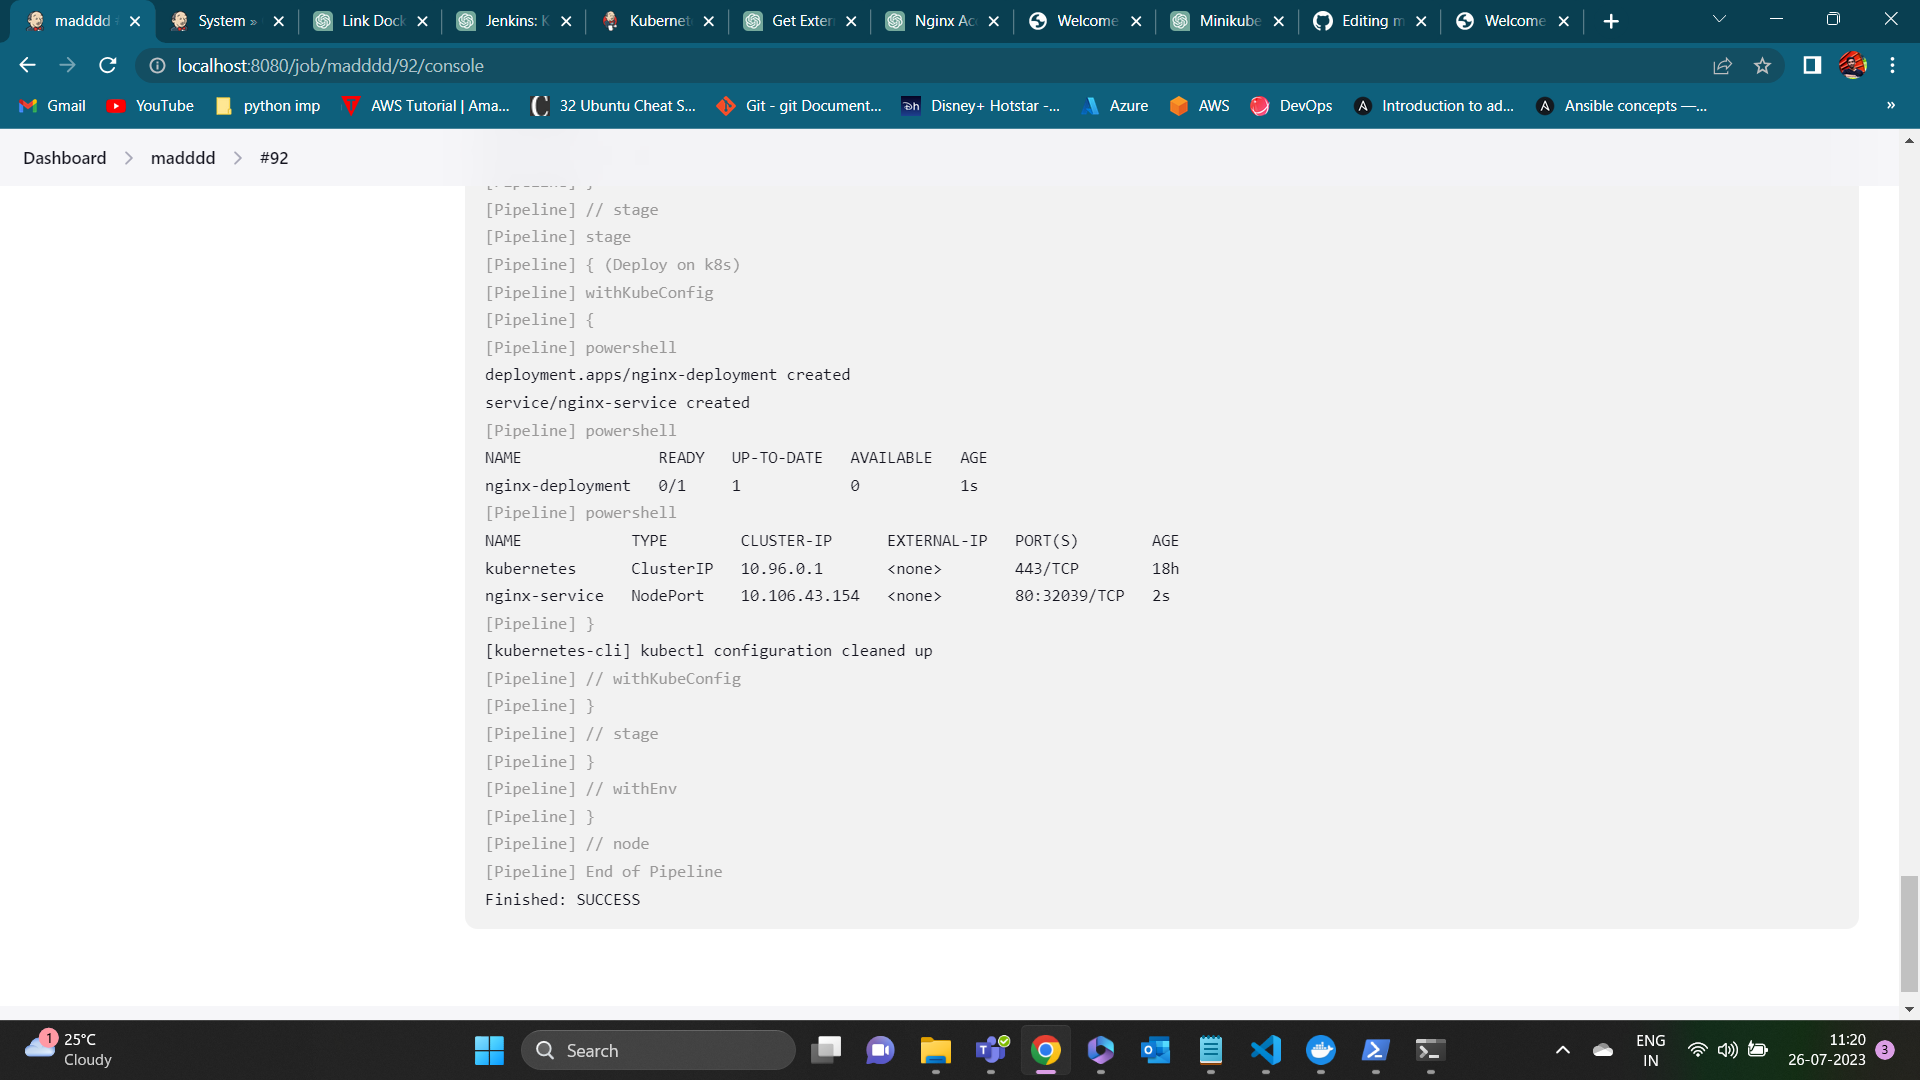 madddd
System »
Link Dock
Jenkins: K
Kubernet
Get Exter
Nginx Ac
Welcome
Minikube
Editing m
Welcome
localhost:8080/job/madddd/92/console
Gmail
YouTube
python imp
AWS Tutorial | Ama...
32 Ubuntu Cheat S...
Git - git Document...
Disney+ Hotstar -...
Azure
AWS
DevOps
Introduction to ad...
Ansible concepts —...
»
Dashboard > madddd > #92
[Pipeline] // stage
[Pipeline] stage
[Pipeline] { (Deploy on k8s)
[Pipeline] withKubeConfig
[Pipeline] {
[Pipeline] powershell
deployment.apps/nginx-deployment created
service/nginx-service created
[Pipeline] powershell
NAME READY UP-TO-DATE AVAILABLE AGE
nginx-deployment 0/1 1 0 1s
[Pipeline] powershell
NAME TYPE CLUSTER-IP EXTERNAL-IP PORT(S) AGE
kubernetes ClusterIP 10.96.0.1 <none> 443/TCP 18h
nginx-service NodePort 10.106.43.154 <none> 80:32039/TCP 2s
[Pipeline] }
[kubernetes-cli] kubectl configuration cleaned up
[Pipeline] // withKubeConfig
[Pipeline] }
[Pipeline] // stage
[Pipeline] }
[Pipeline] // withEnv
[Pipeline] }
[Pipeline] // node
[Pipeline] End of Pipeline
Finished: SUCCESS
1
25°C
Cloudy
Search
ENG
IN
11:20
26-07-2023
3